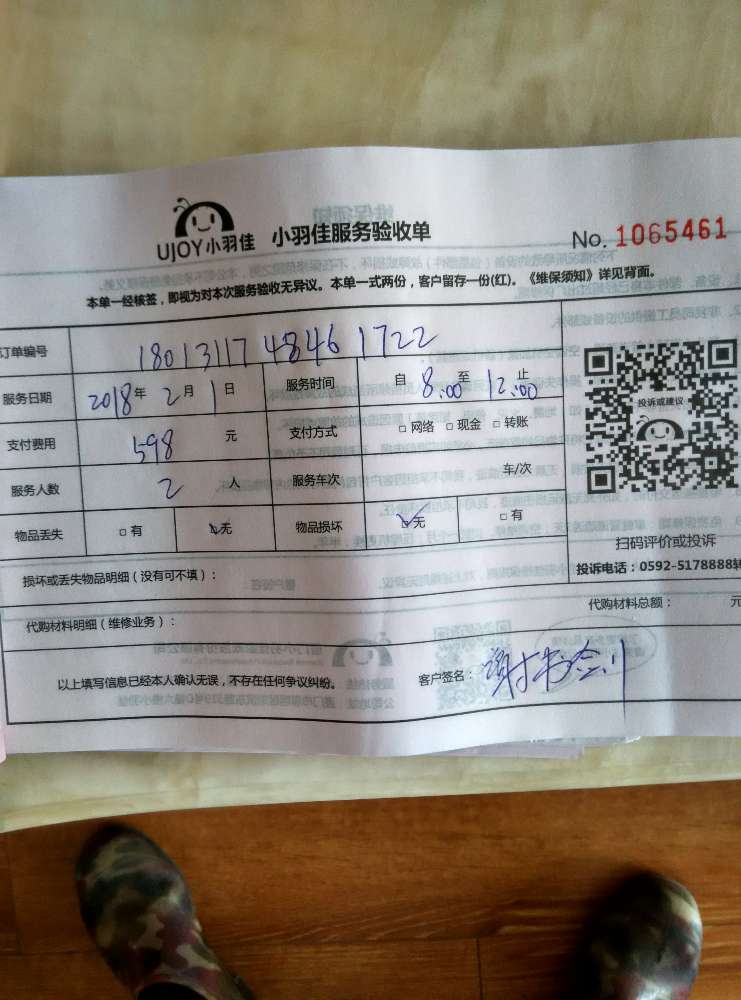 UJOY小羽佳 小羽佳服务验收单 No. 1065461
本单一经核签，即视为对本次服务验收无异议。本单一式两份，客户留存一份(红)。《维保须知》详见背面。
订单编号 18013117 4846 1722
服务日期 2018年 2月 1日 服务时间 自 8:00 至 12:00 止
支付费用 598 元 支付方式 □网络 □现金 □转账
服务人数 2 人 服务车次 车/次
物品丢失 □有 ☑无 物品损坏 ☑无 □有
投诉或建议
扫码评价或投诉
投诉电话：0592-5178888转
损坏或丢失物品明细（没有可不填）：
代购材料明细（维修业务）： 代购材料总额： 元
以上填写信息已经本人确认无误，不存在任何争议纠纷。 客户签名：